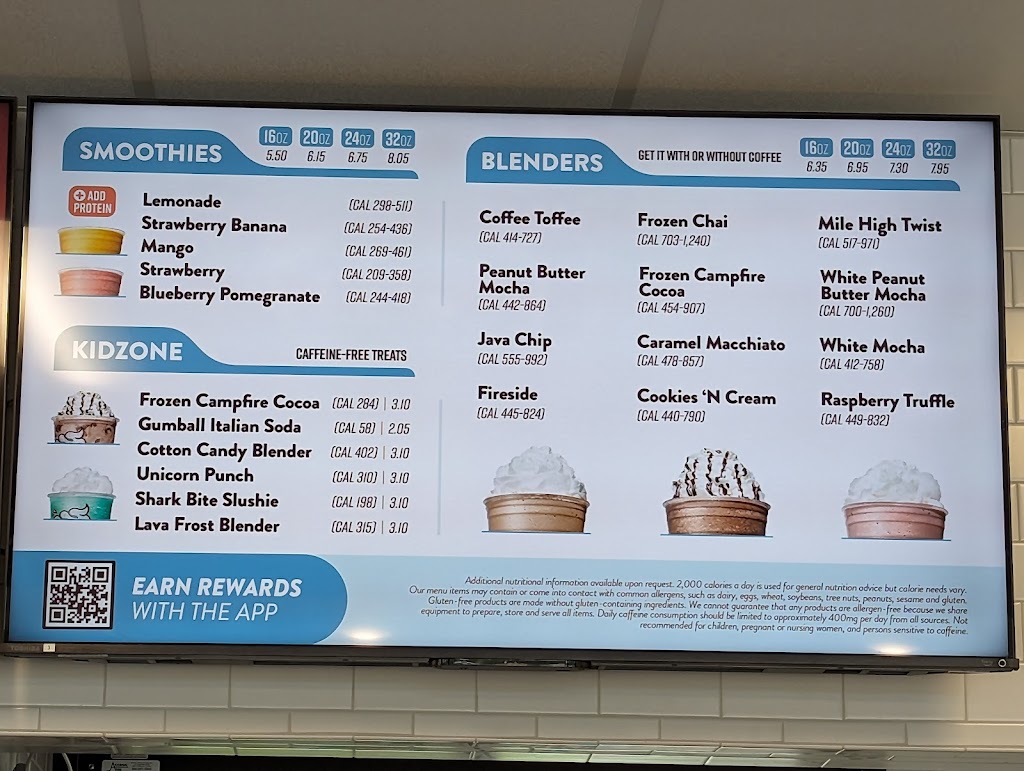 SMOOTHIES
16OZ 20OZ 24OZ 32OZ
5.50 6.15 6.75 8.05
+ ADD
PROTEIN
Lemonade (CAL 298-511)
Strawberry Banana (CAL 254-436)
Mango (CAL 269-461)
Strawberry (CAL 209-358)
Blueberry Pomegranate (CAL 244-418)
KIDZONE
CAFFEINE-FREE TREATS
Frozen Campfire Cocoa (CAL 284) | 3.10
Gumball Italian Soda (CAL 58) | 2.05
Cotton Candy Blender (CAL 402) | 3.10
Unicorn Punch (CAL 310) | 3.10
Shark Bite Slushie (CAL 198) | 3.10
Lava Frost Blender (CAL 315) | 3.10
BLENDERS
GET IT WITH OR WITHOUT COFFEE
16OZ 20OZ 24OZ 32OZ
6.35 6.95 7.30 7.95
Coffee Toffee
(CAL 414-727)
Peanut Butter
Mocha
(CAL 442-864)
Java Chip
(CAL 555-992)
Fireside
(CAL 445-824)
Frozen Chai
(CAL 703-1,240)
Frozen Campfire
Cocoa
(CAL 454-907)
Caramel Macchiato
(CAL 478-857)
Cookies ‘N Cream
(CAL 440-790)
Mile High Twist
(CAL 517-971)
White Peanut
Butter Mocha
(CAL 700-1,260)
White Mocha
(CAL 412-758)
Raspberry Truffle
(CAL 449-832)
EARN REWARDS
WITH THE APP
Additional nutritional information available upon request. 2,000 calories a day is used for general nutrition advice but calorie needs vary.
Our menu items may contain or come into contact with common allergens, such as dairy, eggs, wheat, soybeans, tree nuts, peanuts, sesame and gluten.
Gluten-free products are made without gluten-containing ingredients. We cannot guarantee that any products are allergen-free because we share
equipment to prepare, store and serve all items. Daily caffeine consumption should be limited to approximately 400mg per day from all sources. Not
recommended for children, pregnant or nursing women, and persons sensitive to caffeine.
TOSHIBA
3